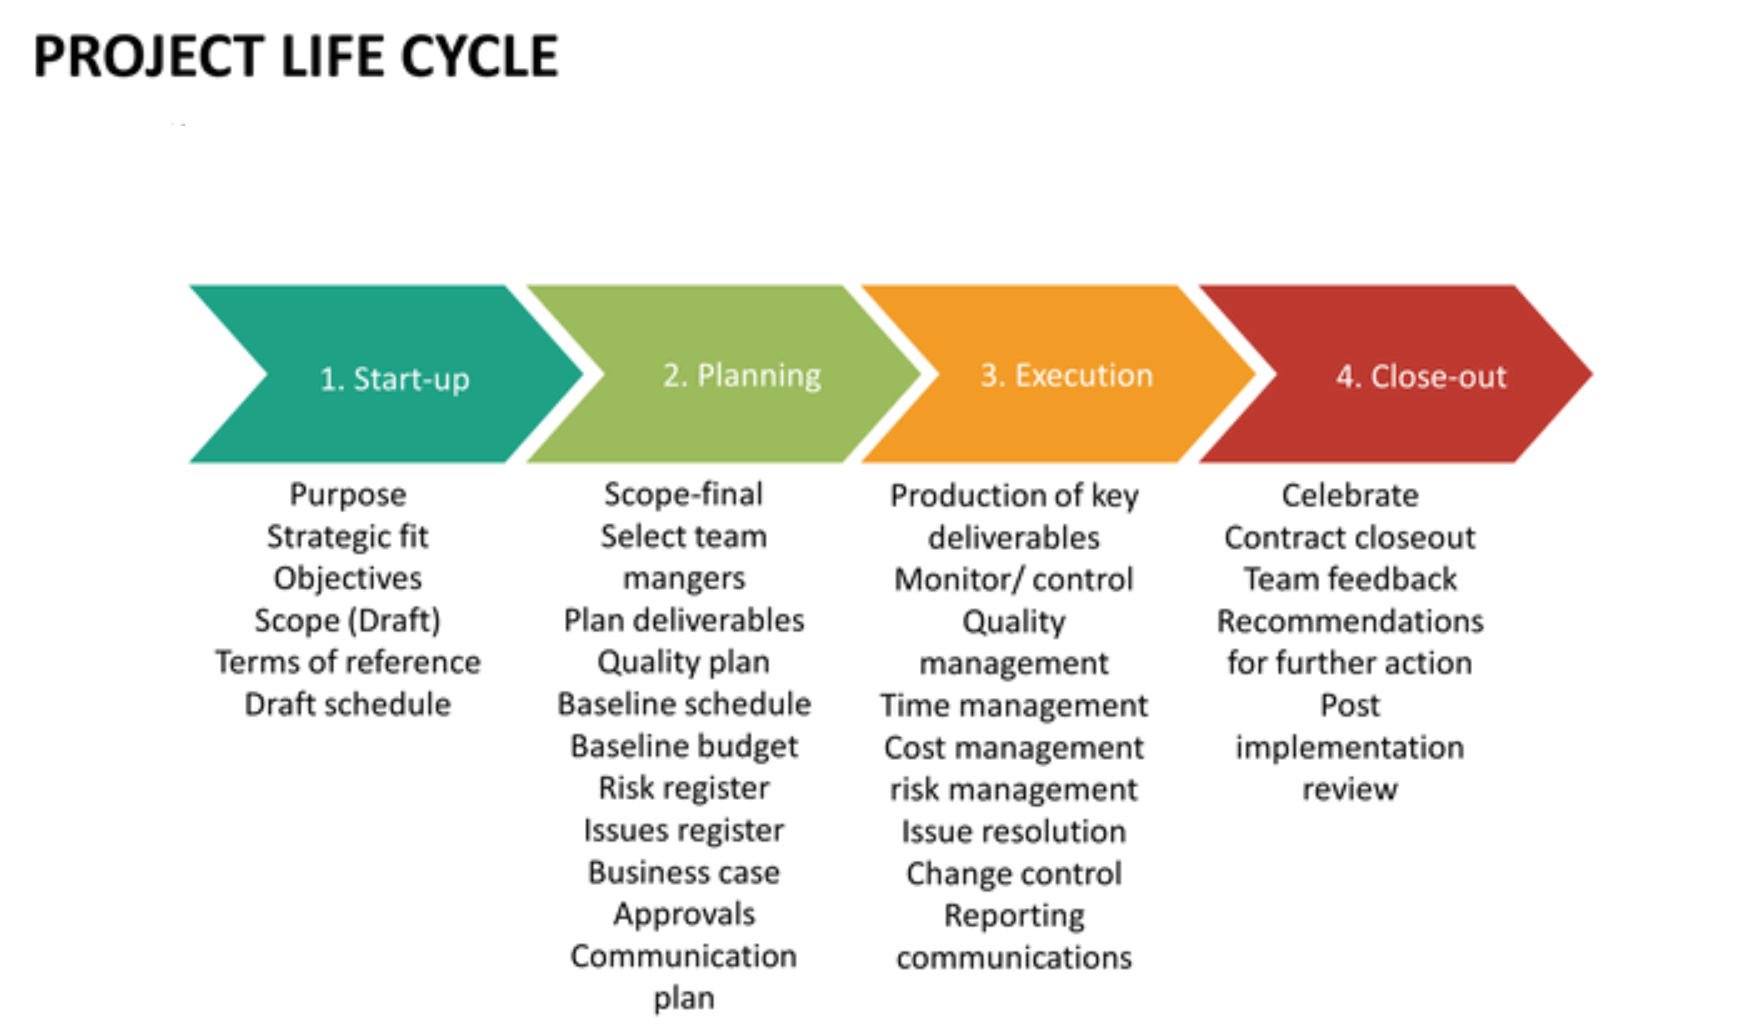 PROJECT LIFE CYCLE
1. Start-up
2. Planning
3. Execution
4. Close-out
Purpose
Strategic fit
Objectives
Scope (Draft)
Terms of reference
Draft schedule
Scope-final
Select team
mangers
Plan deliverables
Quality plan
Baseline schedule
Baseline budget
Risk register
Issues register
Business case
Approvals
Communication
plan
Production of key
deliverables
Monitor/ control
Quality
management
Time management
Cost management
risk management
Issue resolution
Change control
Reporting
communications
Celebrate
Contract closeout
Team feedback
Recommendations
for further action
Post
implementation
review